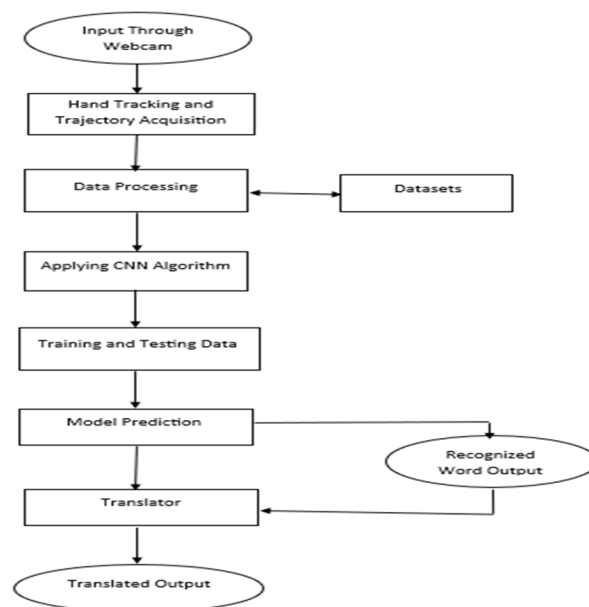 Input Through
Webcam
Hand Tracking and
Trajectory Acquisition
Data Processing
Datasets
Applying CNN Algorithm
Training and Testing Data
Model Prediction
Recognized
Word Output
Translator
Translated Output